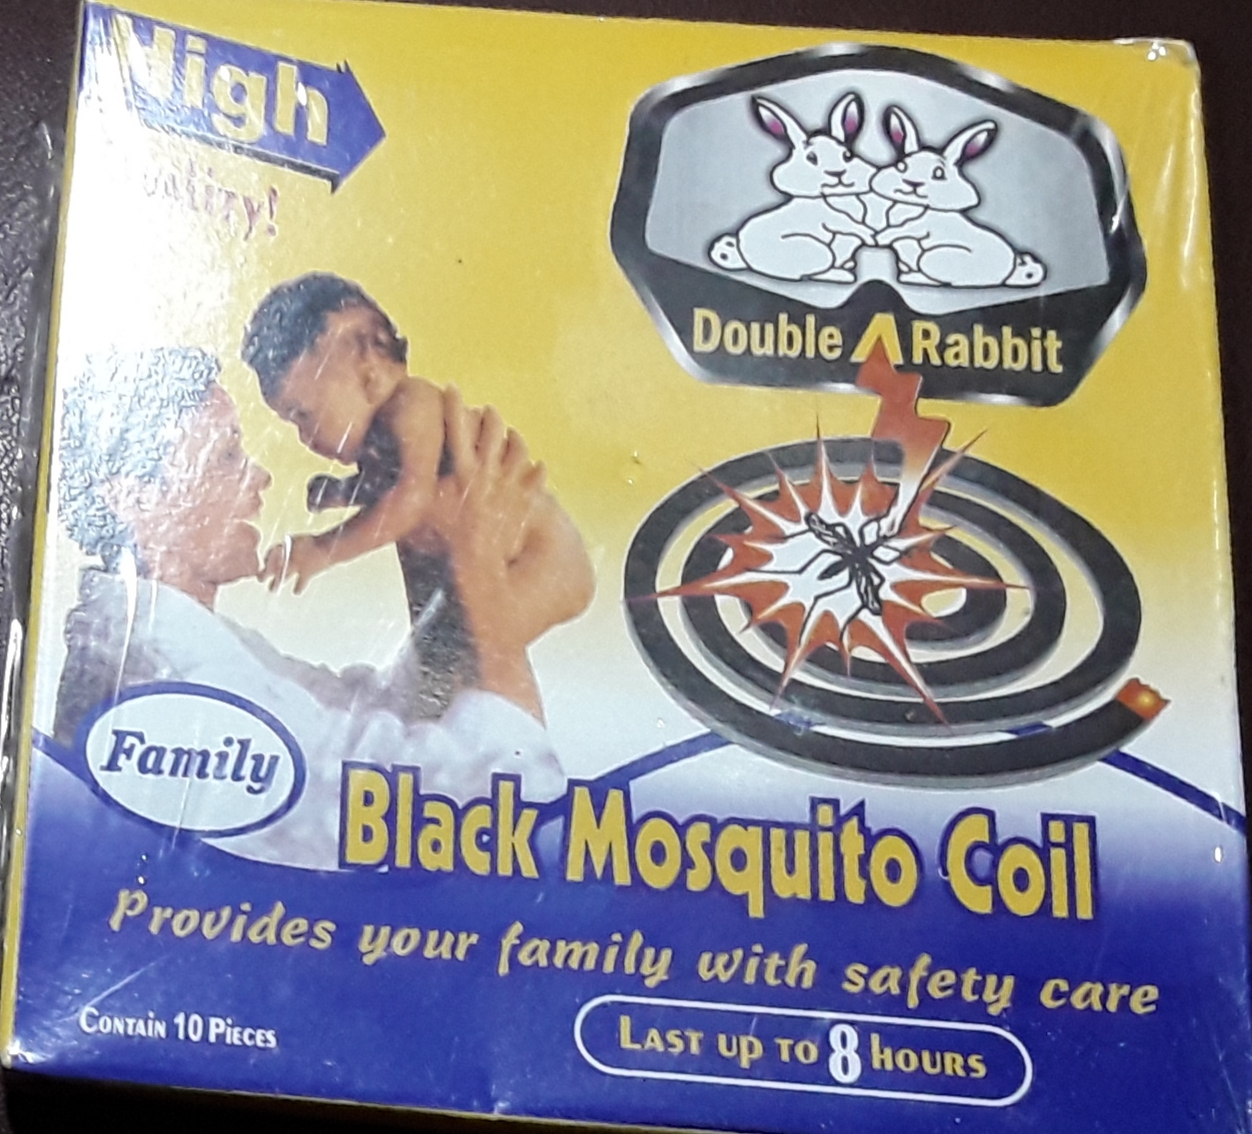 High
Quality!
Double Rabbit
Family
Black Mosquito Coil
Provides your family with safety care
CONTAIN 10 PIECES
LAST UP TO 8 HOURS